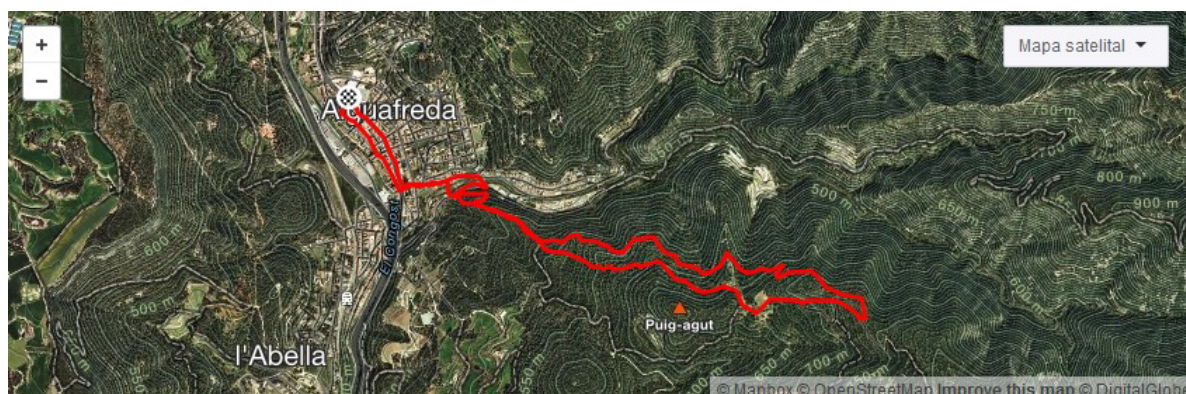 +
Mapa satelital
−
Aiguafreda
750 m
800 m
500 m
650 m
900 m
El Congost
600 m
500 m
Puig-agut
l'Abella
700 m
© Mapbox © OpenStreetMap Improve this map © DigitalGlobe